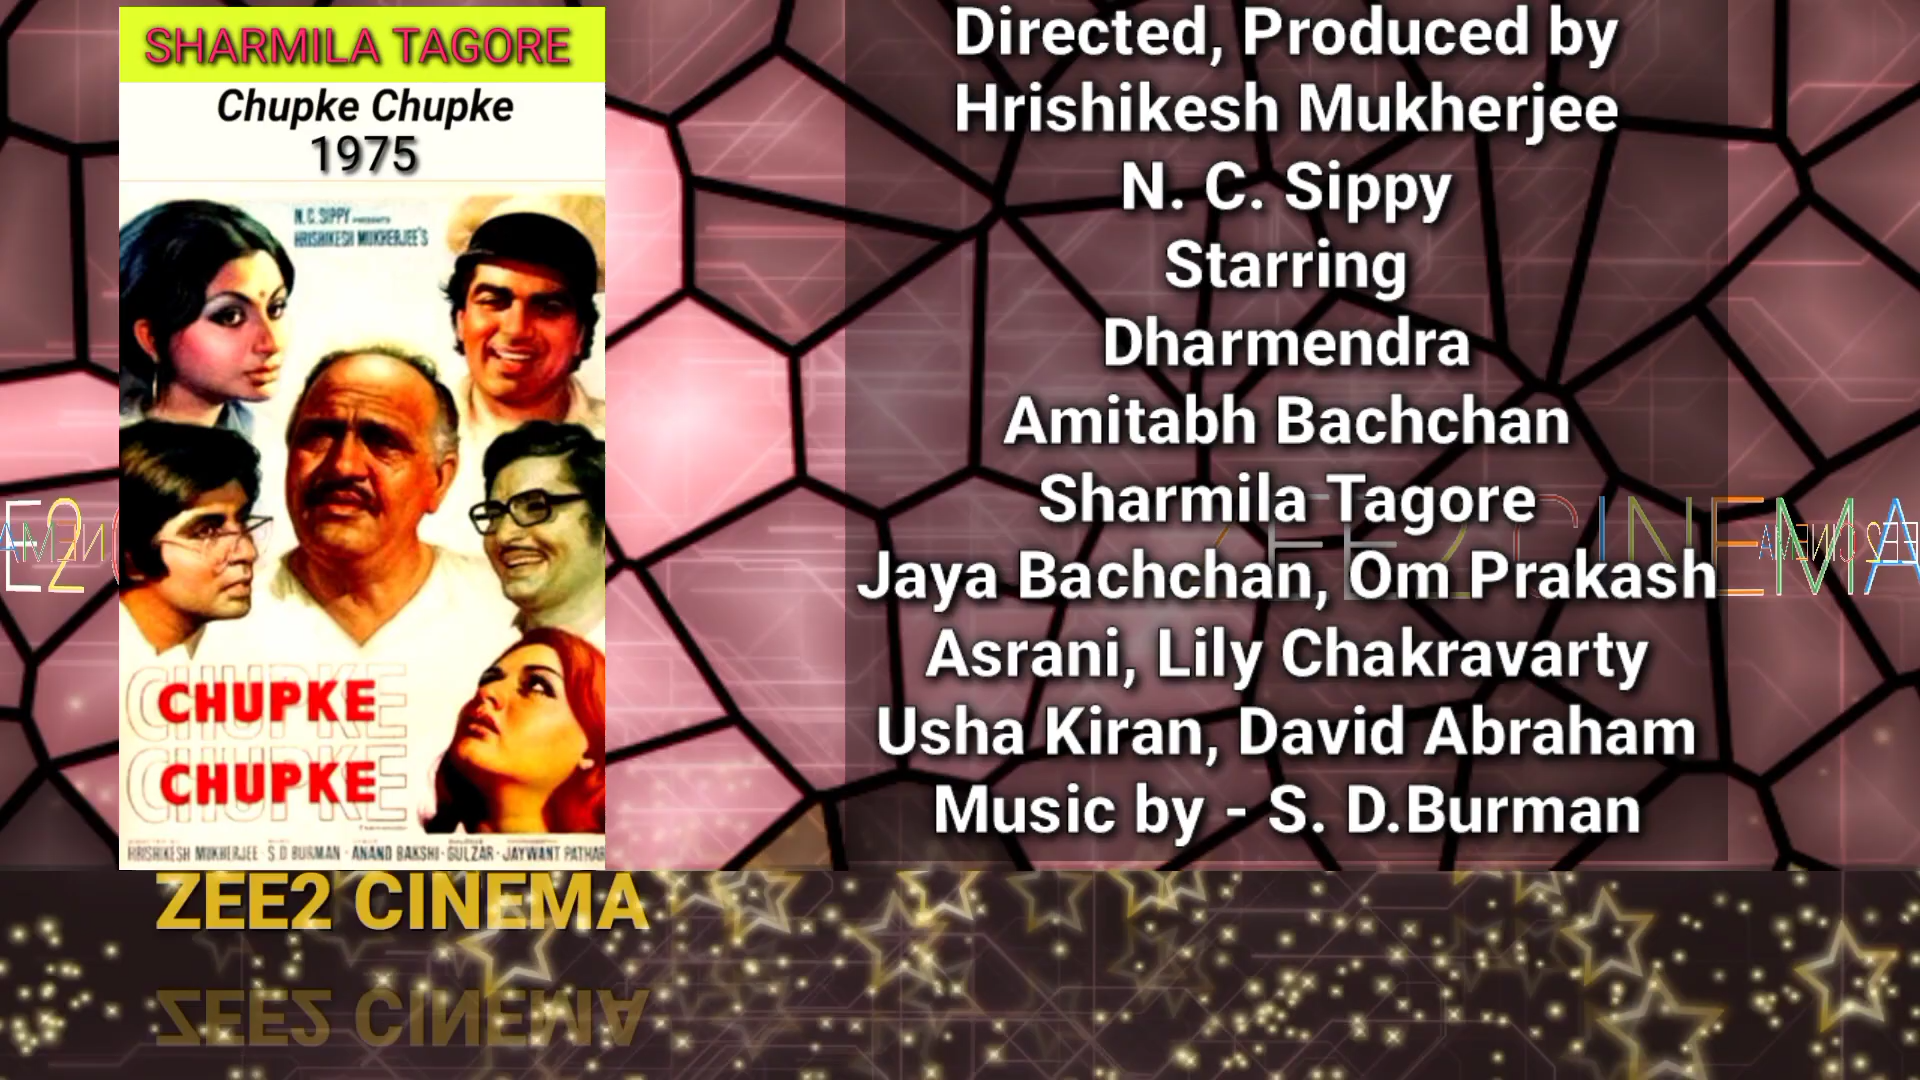 SHARMILA TAGORE
Chupke Chupke
1975
N.C. SIPPY PRESENTS
HRISHIKESH MUKHERJEE'S
CHUPKE
CHUPKE
HRISHIKESH MUKHERJEE · S.D BURMAN · ANAND BAKSHI · GULZAR · JAYWANT PATHAR
Directed, Produced by
Hrishikesh Mukherjee
N. C. Sippy
Starring
Dharmendra
Amitabh Bachchan
Sharmila Tagore
Jaya Bachchan, Om Prakash
Asrani, Lily Chakravarty
Usha Kiran, David Abraham
Music by - S. D.Burman
ZEE2 CINEMA
ZEE2 CINEMA